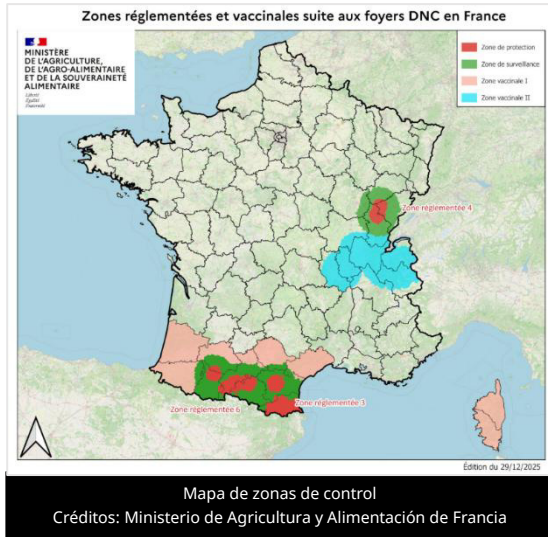 Zones réglementées et vaccinales suite aux foyers DNC en France
MINISTÈRE
DE L'AGRICULTURE,
DE L'AGRO-ALIMENTAIRE
ET DE LA SOUVERAINETÉ
ALIMENTAIRE
Liberté
Égalité
Fraternité
Zone de protection
Zone de surveillance
Zone vaccinale I
Zone vaccinale II
Zone réglementée 4
Zone réglementée 6
Zone réglementée 3
Édition du 29/12/2025
Mapa de zonas de control
Créditos: Ministerio de Agricultura y Alimentación de Francia